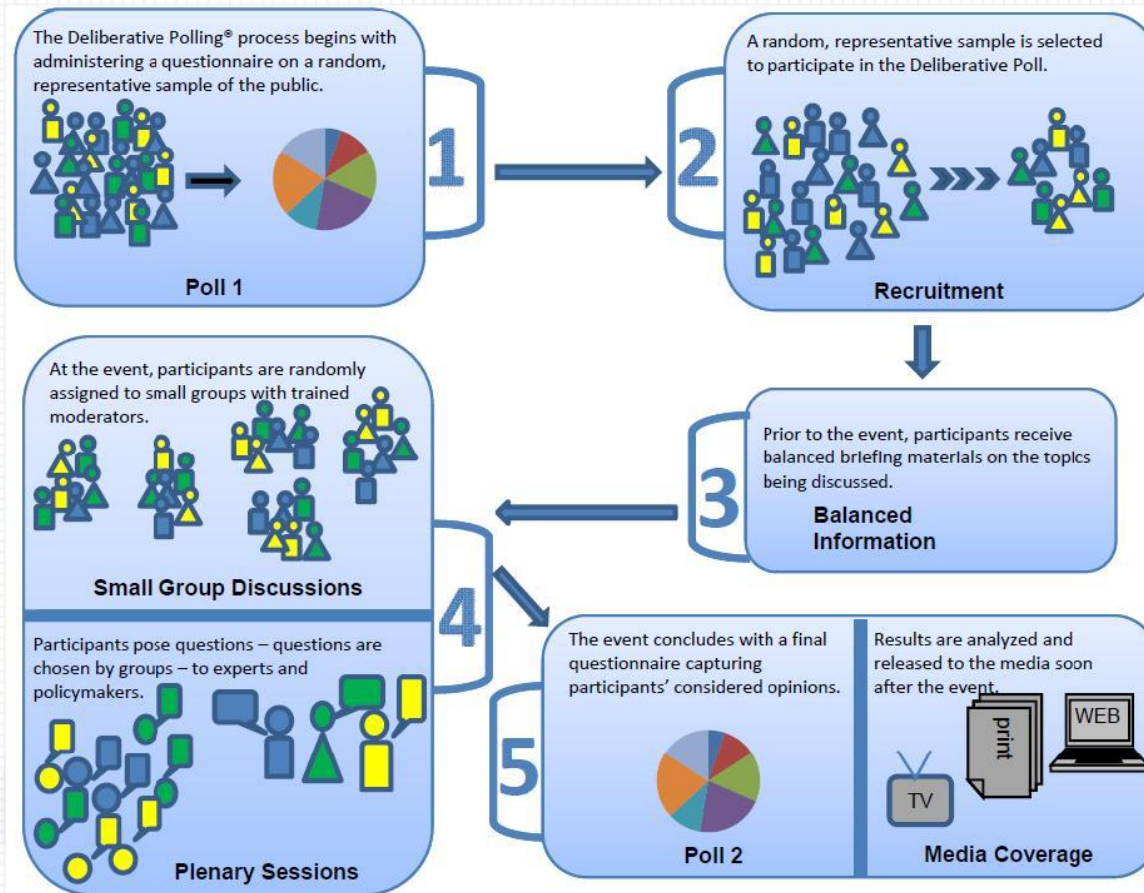 The Deliberative Polling® process begins with
administering a questionnaire on a random,
representative sample of the public.
Poll 1
1
2
A random, representative sample is selected
to participate in the Deliberative Poll.
Recruitment
3
Prior to the event, participants receive
balanced briefing materials on the topics
being discussed.
Balanced
Information
At the event, participants are randomly
assigned to small groups with trained
moderators.
Small Group Discussions
4
Participants pose questions – questions are
chosen by groups – to experts and
policymakers.
Plenary Sessions
5
The event concludes with a final
questionnaire capturing
participants’ considered opinions.
Poll 2
Results are analyzed and
released to the media soon
after the event.
TV
print
WEB
Media Coverage